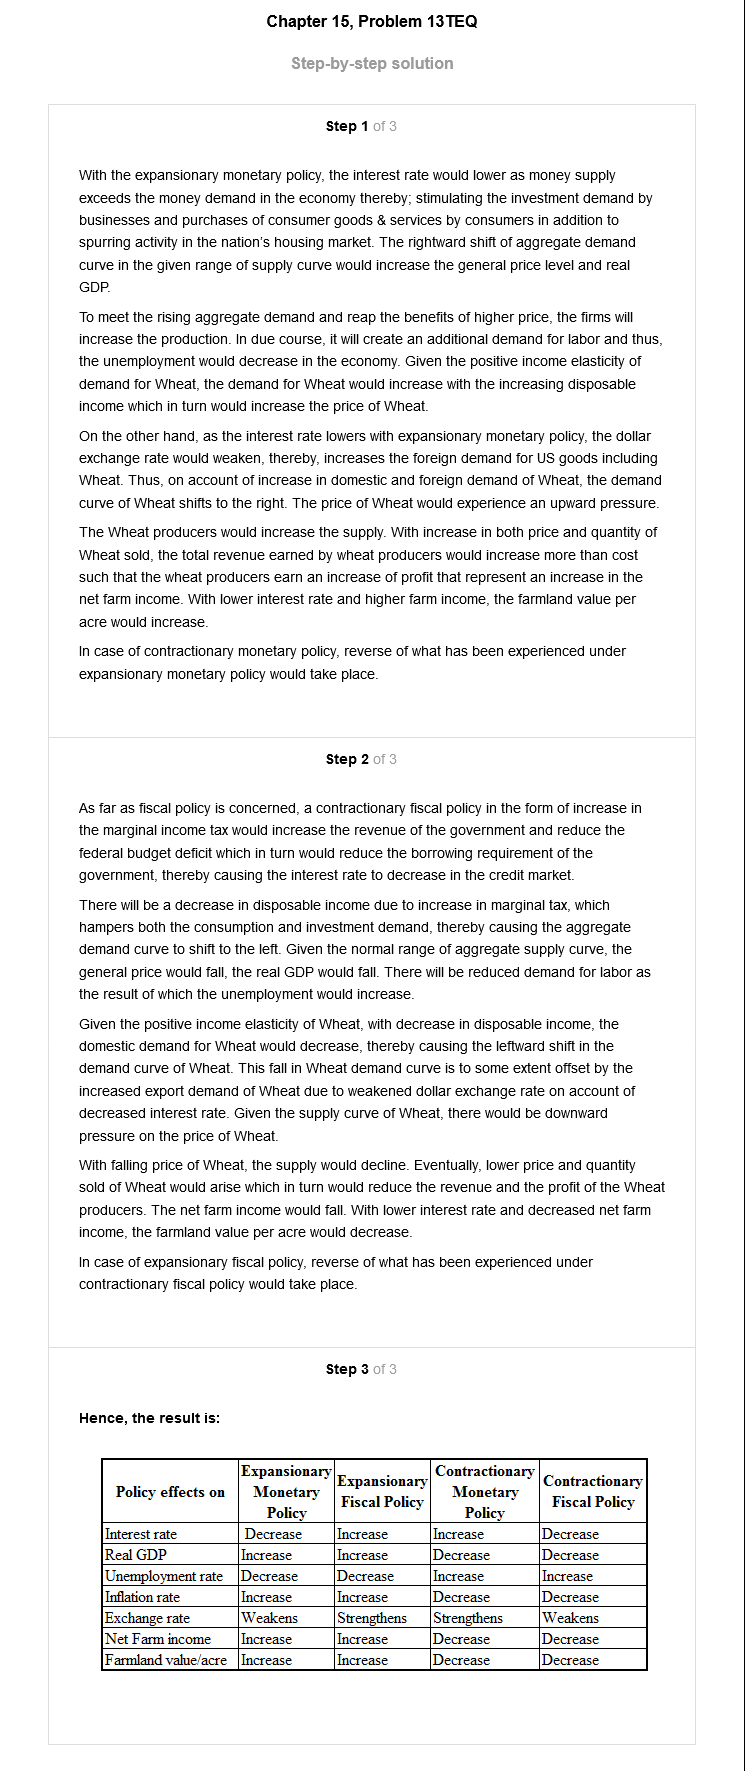 Chapter 15, Problem 13TEQ
Step-by-step solution
Step 1 of 3
With the expansionary monetary policy, the interest rate would lower as money supply
exceeds the money demand in the economy thereby; stimulating the investment demand by
businesses and purchases of consumer goods & services by consumers in addition to
spurring activity in the nation's housing market. The rightward shift of aggregate demand
curve in the given range of supply curve would increase the general price level and real
GDP.
To meet the rising aggregate demand and reap the benefits of higher price, the firms will
increase the production. In due course, it will create an additional demand for labor and thus,
the unemployment would decrease in the economy. Given the positive income elasticity of
demand for Wheat, the demand for Wheat would increase with the increasing disposable
income which in turn would increase the price of Wheat.
On the other hand, as the interest rate lowers with expansionary monetary policy, the dollar
exchange rate would weaken, thereby, increases the foreign demand for US goods including
Wheat. Thus, on account of increase in domestic and foreign demand of Wheat, the demand
curve of Wheat shifts to the right. The price of Wheat would experience an upward pressure.
The Wheat producers would increase the supply. With increase in both price and quantity of
Wheat sold, the total revenue earned by wheat producers would increase more than cost
such that the wheat producers earn an increase of profit that represent an increase in the
net farm income. With lower interest rate and higher farm income, the farmland value per
acre would increase.
In case of contractionary monetary policy, reverse of what has been experienced under
expansionary monetary policy would take place.
Step 2 of 3
As far as fiscal policy is concerned, a contractionary fiscal policy in the form of increase in
the marginal income tax would increase the revenue of the government and reduce the
federal budget deficit which in turn would reduce the borrowing requirement of the
government, thereby causing the interest rate to decrease in the credit market.
There will be a decrease in disposable income due to increase in marginal tax, which
hampers both the consumption and investment demand, thereby causing the aggregate
demand curve to shift to the left. Given the normal range of aggregate supply curve, the
general price would fall, the real GDP would fall. There will be reduced demand for labor as
the result of which the unemployment would increase.
Given the positive income elasticity of Wheat, with decrease in disposable income, the
domestic demand for Wheat would decrease, thereby causing the leftward shift in the
demand curve of Wheat. This fall in Wheat demand curve is to some extent offset by the
increased export demand of Wheat due to weakened dollar exchange rate on account of
decreased interest rate. Given the supply curve of Wheat, there would be downward
pressure on the price of Wheat.
With falling price of Wheat, the supply would decline. Eventually, lower price and quantity
sold of Wheat would arise which in turn would reduce the revenue and the profit of the Wheat
producers. The net farm income would fall. With lower interest rate and decreased net farm
income, the farmland value per acre would decrease.
In case of expansionary fiscal policy, reverse of what has been experienced under
contractionary fiscal policy would take place.
Step 3 of 3
Hence, the result is:
Policy effects on Expansionary Monetary Policy Expansionary Fiscal Policy Contractionary Monetary Policy Contractionary Fiscal Policy
Interest rate Decrease Increase Increase Decrease
Real GDP Increase Increase Decrease Decrease
Unemployment rate Decrease Decrease Increase Increase
Inflation rate Increase Increase Decrease Decrease
Exchange rate Weakens Strengthens Strengthens Weakens
Net Farm income Increase Increase Decrease Decrease
Farmland value/acre Increase Increase Decrease Decrease